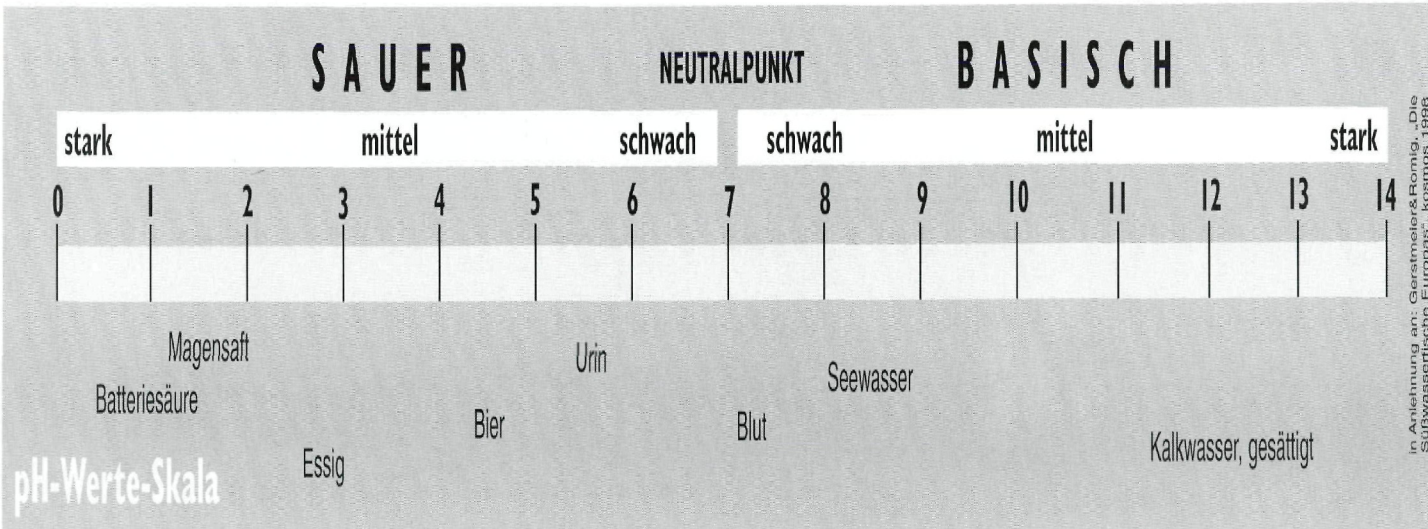 SAUER NEUTRALPUNKT BASISCH
stark mittel schwach schwach mittel stark
0 1 2 3 4 5 6 7 8 9 10 11 12 13 14
Magensaft
Urin
Seewasser
Batteriesäure
Bier
Blut
Kalkwasser, gesättigt
Essig
pH-Werte-Skala
in Anlehnung an: Gerstmeier&Romig „Die
Süßwasserfische Europas“, kosmos 1998